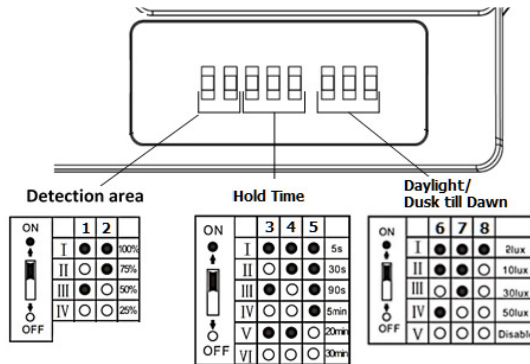 Detection area
Hold Time
Daylight/
Dusk till Dawn
ON
OFF
1 2
I 100%
II 75%
III 50%
IV 25%
ON
OFF
3 4 5
I 5s
II 30s
III 90s
IV 5min
V 20min
VI 30min
ON
OFF
6 7 8
I 2lux
II 10lux
III 30lux
IV 50lux
V Disable